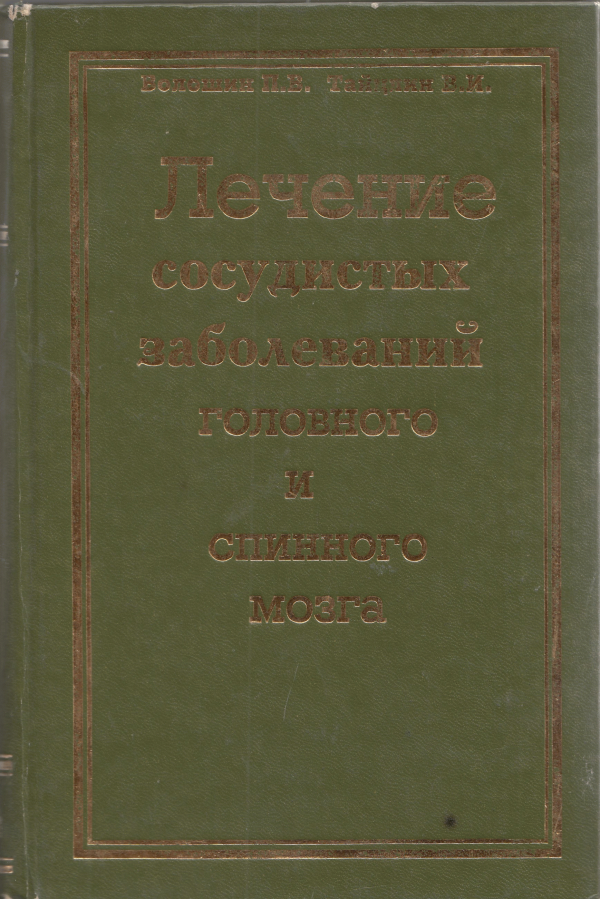 Волошин П.В. Тайцлин В.И.
Лечение
сосудистых
заболеваний
головного
и
спинного
мозга